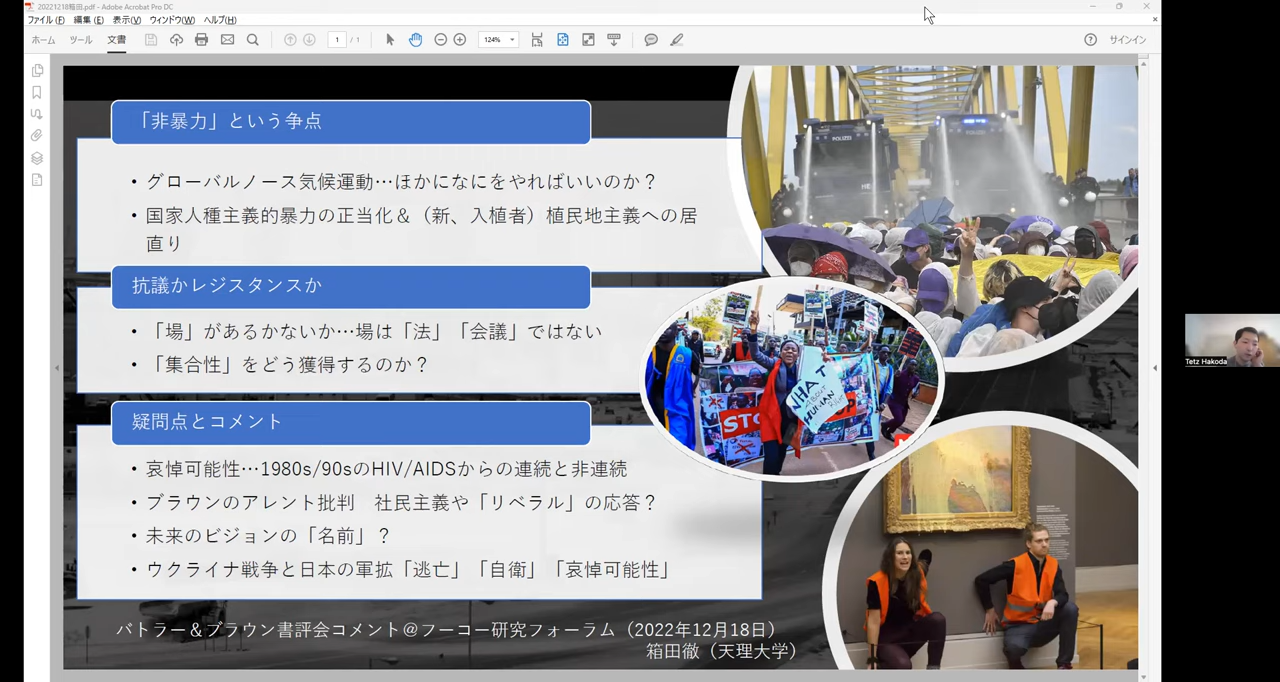 20221218箱田.pdf - Adobe Acrobat Pro DC
ファイル(F) 編集(E) 表示(V) ウィンドウ(W) ヘルプ(H)
ホーム ツール 文書 1 / 1 124% サインイン
「非暴力」という争点
・グローバルノース気候運動…ほかになにをやればいいのか？
・国家人種主義的暴力の正当化＆（新、入植者）植民地主義への居
直り
抗議かレジスタンスか
・「場」があるかないか…場は「法」「会議」ではない
・「集合性」をどう獲得するのか？
疑問点とコメント
・哀悼可能性…1980s/90sのHIV/AIDSからの連続と非連続
・ブラウンのアレント批判　社民主義や「リベラル」の応答？
・未来のビジョンの「名前」？
・ウクライナ戦争と日本の軍拡「逃亡」「自衛」「哀悼可能性」
バトラー＆ブラウン書評会コメント＠フーコー研究フォーラム（2022年12月18日）
箱田徹（天理大学）
POLIZEI
POLIZEI
WHAT
ABOUT
HUMAN
STO
Tetz Hakoda